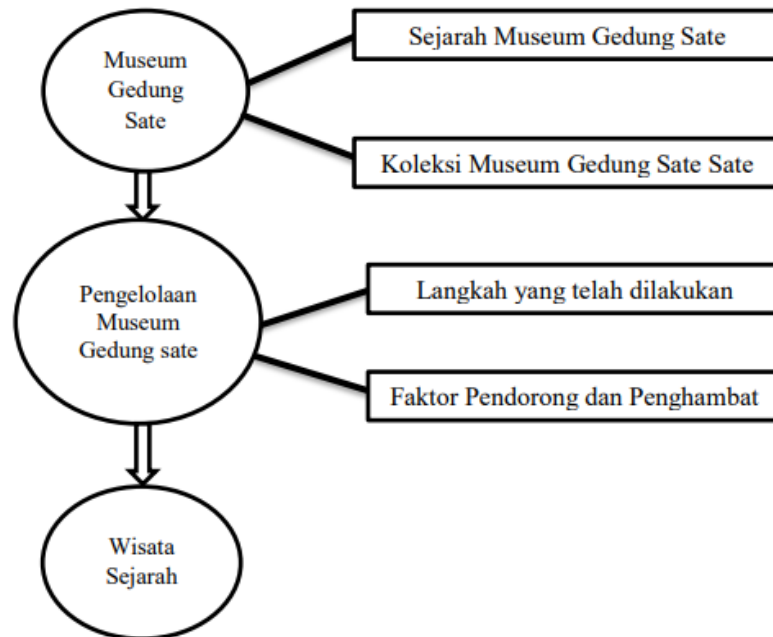 Museum
Gedung
Sate
Sejarah Museum Gedung Sate
Koleksi Museum Gedung Sate Sate
Pengelolaan
Museum
Gedung sate
Langkah yang telah dilakukan
Faktor Pendorong dan Penghambat
Wisata
Sejarah